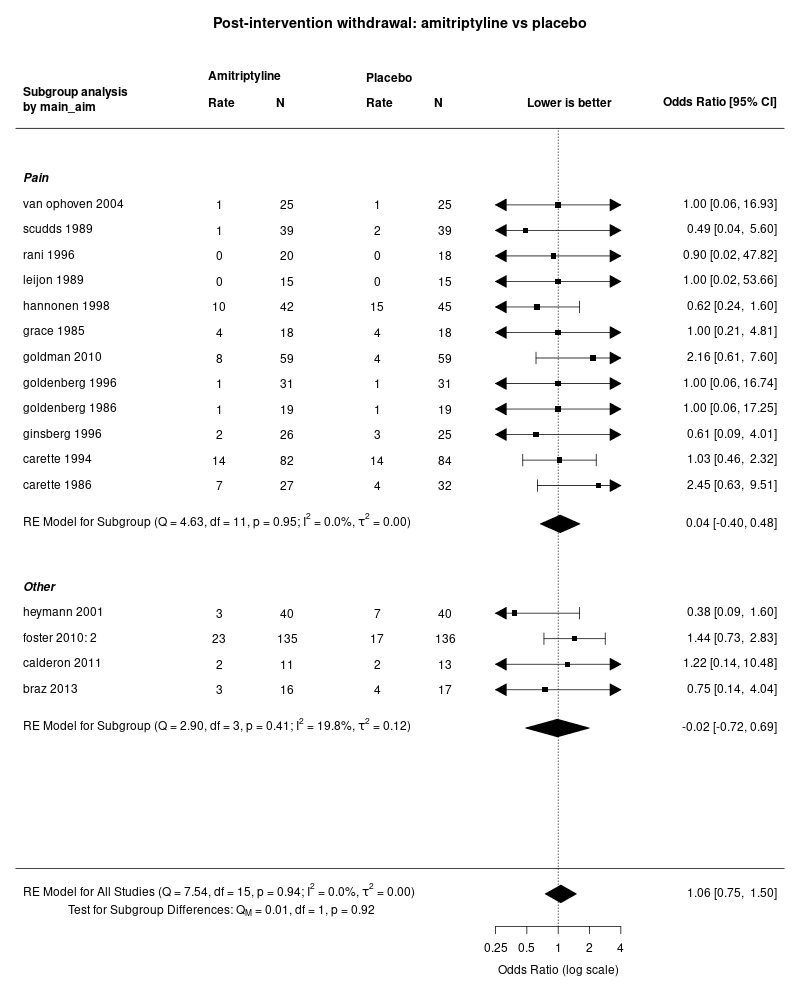 Post-intervention withdrawal: amitriptyline vs placebo
Amitriptyline Placebo
Subgroup analysis
by main_aim
Rate N Rate N Lower is better Odds Ratio [95% CI]
Pain
van ophoven 2004 1 25 1 25 1.00 [0.06, 16.93]
scudds 1989 1 39 2 39 0.49 [0.04, 5.60]
rani 1996 0 20 0 18 0.90 [0.02, 47.82]
leijon 1989 0 15 0 15 1.00 [0.02, 53.66]
hannonen 1998 10 42 15 45 0.62 [0.24, 1.60]
grace 1985 4 18 4 18 1.00 [0.21, 4.81]
goldman 2010 8 59 4 59 2.16 [0.61, 7.60]
goldenberg 1996 1 31 1 31 1.00 [0.06, 16.74]
goldenberg 1986 1 19 1 19 1.00 [0.06, 17.25]
ginsberg 1996 2 26 3 25 0.61 [0.09, 4.01]
carette 1994 14 82 14 84 1.03 [0.46, 2.32]
carette 1986 7 27 4 32 2.45 [0.63, 9.51]
RE Model for Subgroup (Q = 4.63, df = 11, p = 0.95; I² = 0.0%, τ² = 0.00) 0.04 [-0.40, 0.48]
Other
heymann 2001 3 40 7 40 0.38 [0.09, 1.60]
foster 2010: 2 23 135 17 136 1.44 [0.73, 2.83]
calderon 2011 2 11 2 13 1.22 [0.14, 10.48]
braz 2013 3 16 4 17 0.75 [0.14, 4.04]
RE Model for Subgroup (Q = 2.90, df = 3, p = 0.41; I² = 19.8%, τ² = 0.12) -0.02 [-0.72, 0.69]
RE Model for All Studies (Q = 7.54, df = 15, p = 0.94; I² = 0.0%, τ² = 0.00) 1.06 [0.75, 1.50]
Test for Subgroup Differences: Q_M = 0.01, df = 1, p = 0.92
0.25 0.5 1 2 4
Odds Ratio (log scale)